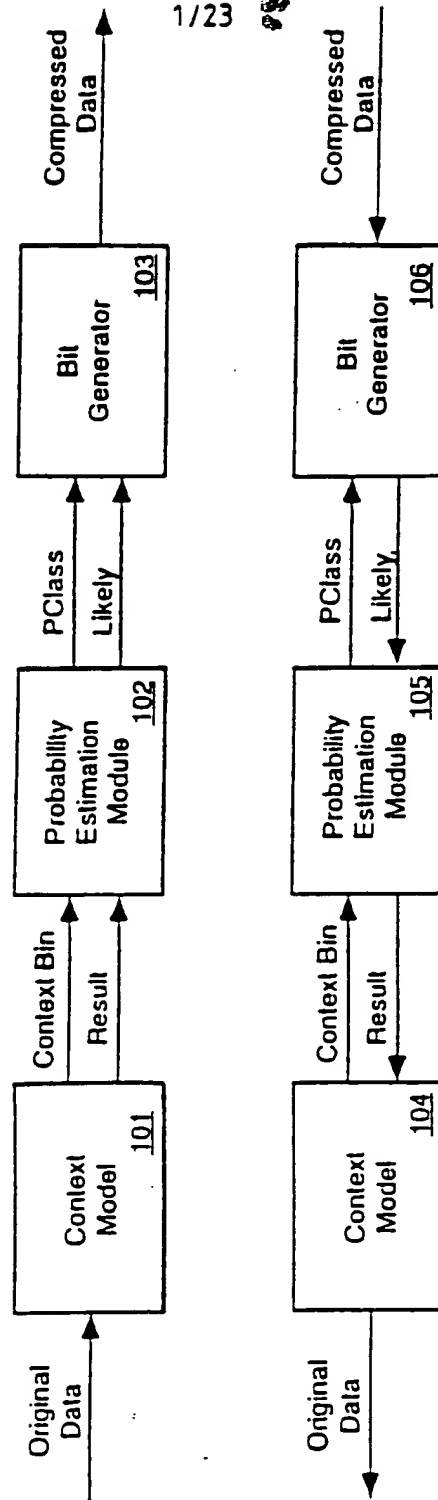 1/23
Original
Data
Context
Model
101
Context Bin
Result
Probability
Estimation
Module
102
PClass
Likely
Bit
Generator
103
Compressed
Data
Original
Data
Context
Model
104
Context Bin
Result
Probability
Estimation
Module
105
PClass
Likely
Bit
Generator
106
Compressed
Data